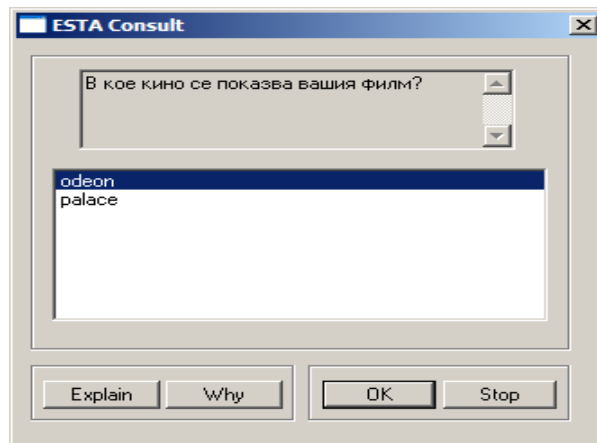 ESTA Consult
В кое кино се показва вашия филм?
odeon
palace
Explain
Why
OK
Stop